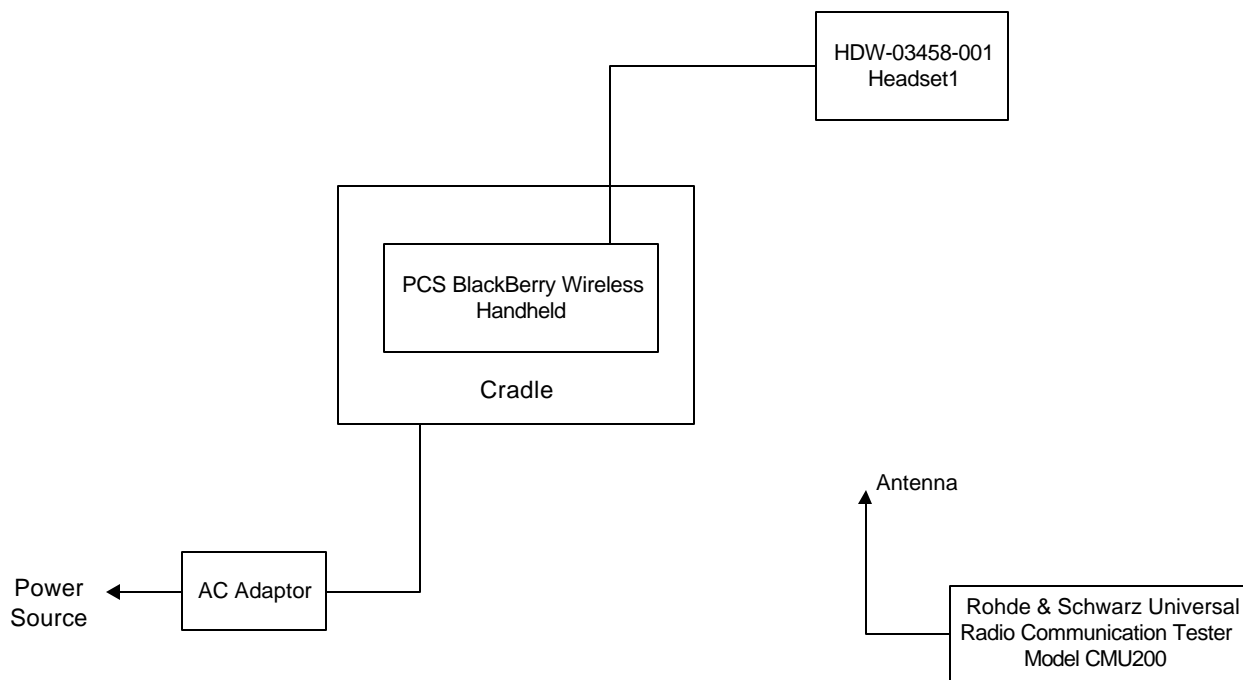 HDW-03458-001
Headset1
PCS BlackBerry Wireless
Handheld
Cradle
Antenna
Power
Source
AC Adaptor
Rohde & Schwarz Universal
Radio Communication Tester
Model CMU200